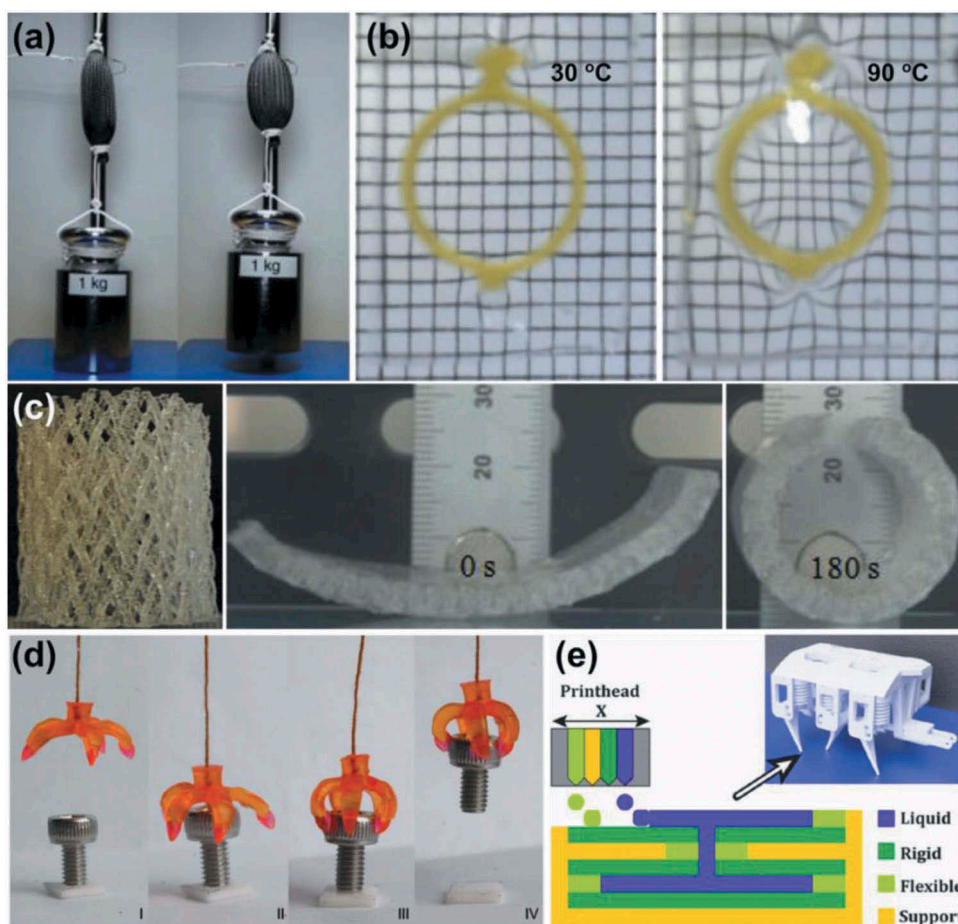 (a)
1 kg
1 kg
(b)
30 °C
90 °C
(c)
30
20
0 s
30
20
180 s
(d)
I
II
III
IV
(e)
Printhead
X
Liquid
Rigid
Flexible
Support